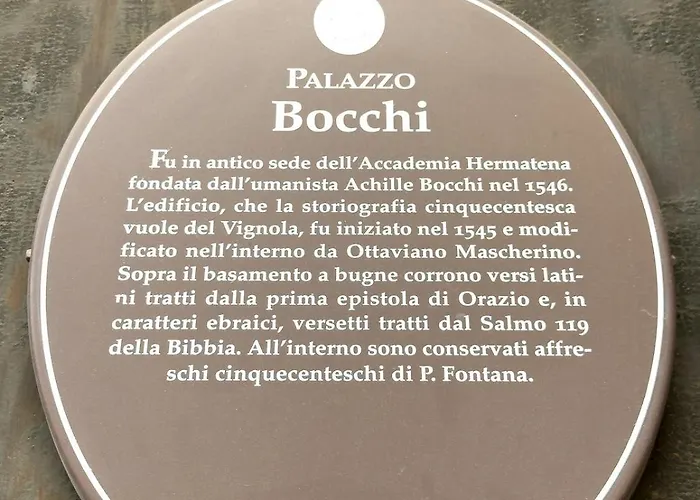 PALAZZO
Bocchi
Fu in antico sede dell'Accademia Hermatena
fondata dall'umanista Achille Bocchi nel 1546.
L'edificio, che la storiografia cinquecentesca
vuole del Vignola, fu iniziato nel 1545 e modi-
ficato nell'interno da Ottaviano Mascherino.
Sopra il basamento a bugne corrono versi lati-
ni tratti dalla prima epistola di Orazio e, in
caratteri ebraici, versetti tratti dal Salmo 119
della Bibbia. All'interno sono conservati affre-
schi cinquecenteschi di P. Fontana.